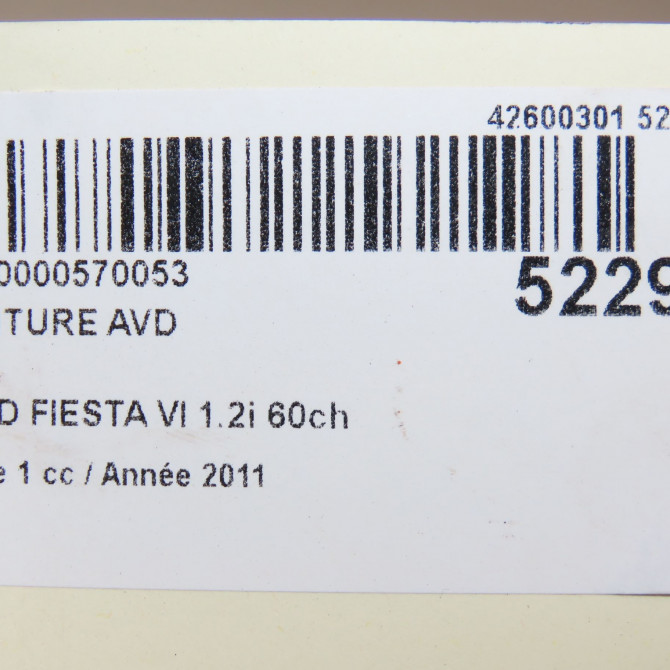 42600301 52
0000570053
5229
TURE AVD
D FIESTA VI 1.2i 60ch
e 1 cc / Année 2011